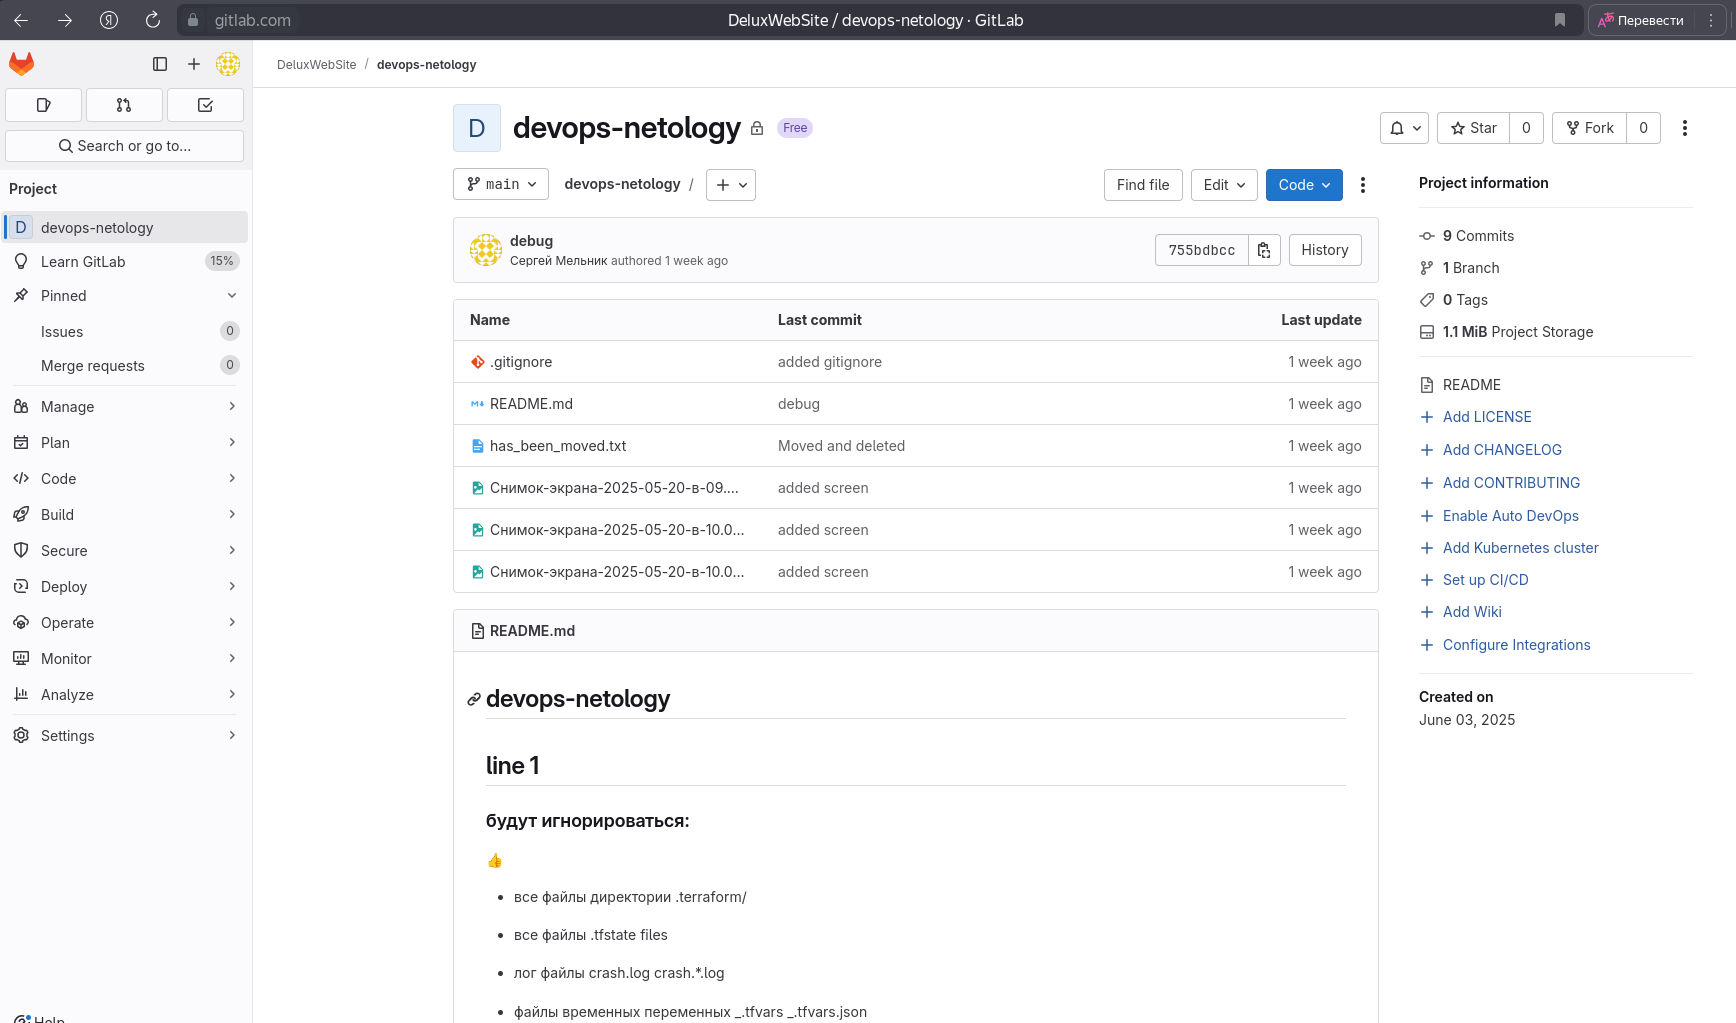 gitlab.com
DeluxWebSite / devops-netology · GitLab
Перевести
DeluxWebSite / devops-netology
Search or go to...
Project
D devops-netology
Learn GitLab 15%
Pinned
Issues 0
Merge requests 0
Manage
Plan
Code
Build
Secure
Deploy
Operate
Monitor
Analyze
Settings
Help
D devops-netology Free
Star 0 Fork 0
main devops-netology / Find file Edit Code
debug
Сергей Мельник authored 1 week ago
755bdbcc History
Name Last commit Last update
.gitignore added gitignore 1 week ago
README.md debug 1 week ago
has_been_moved.txt Moved and deleted 1 week ago
Снимок-экрана-2025-05-20-в-09.... added screen 1 week ago
Снимок-экрана-2025-05-20-в-10.0... added screen 1 week ago
Снимок-экрана-2025-05-20-в-10.0... added screen 1 week ago
README.md
devops-netology
line 1
будут игнорироваться:
👍
• все файлы директории .terraform/
• все файлы .tfstate files
• лог файлы crash.log crash.*.log
• файлы временных переменных _.tfvars _.tfvars.json
Project information
9 Commits
1 Branch
0 Tags
1.1 MiB Project Storage
README
Add LICENSE
Add CHANGELOG
Add CONTRIBUTING
Enable Auto DevOps
Add Kubernetes cluster
Set up CI/CD
Add Wiki
Configure Integrations
Created on
June 03, 2025